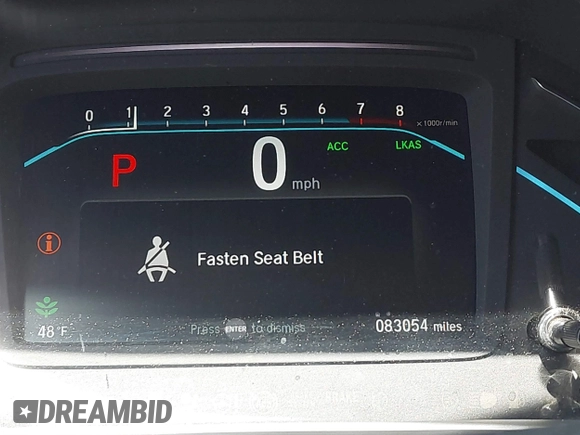 0 1 2 3 4 5 6 7 8 ×1000r/min
P 0 mph ACC LKAS
Fasten Seat Belt
48°F Press ENTER to dismiss 083054 miles
BRAKE
DREAMBID